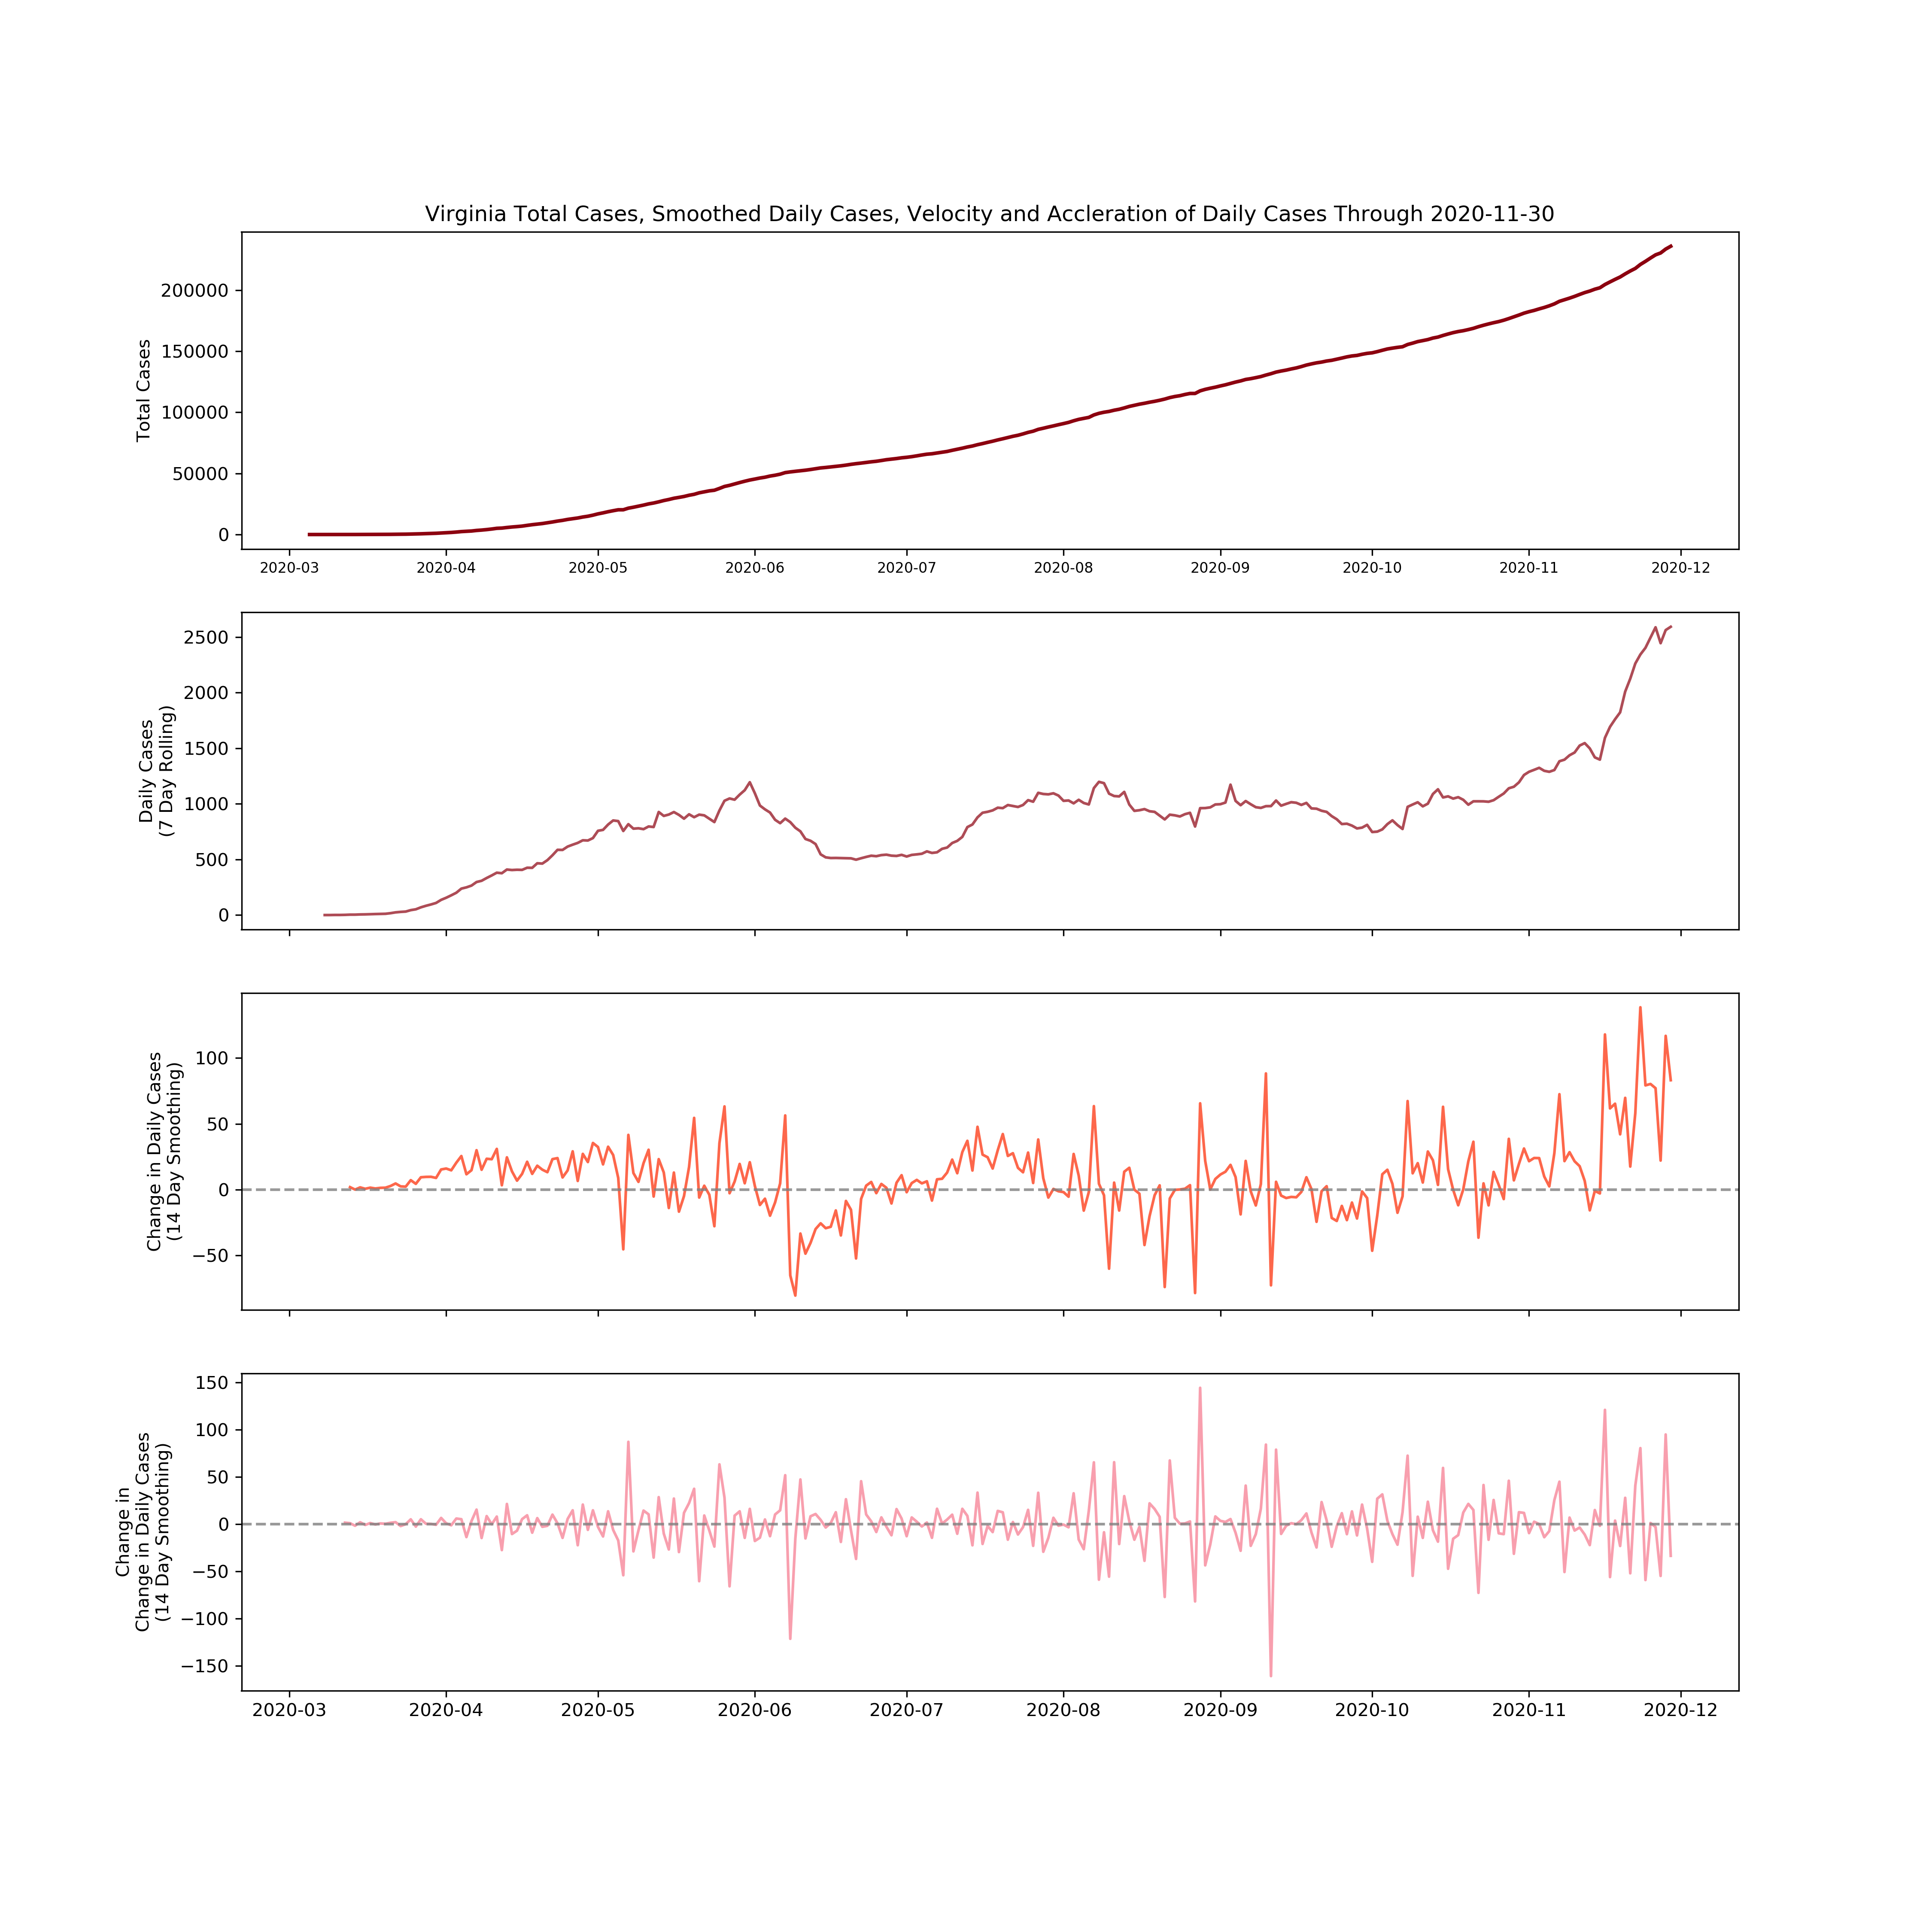 Virginia Total Cases, Smoothed Daily Cases, Velocity and Accleration of Daily Cases Through 2020-11-30
Total Cases
200000
150000
100000
50000
0
2020-03 2020-04 2020-05 2020-06 2020-07 2020-08 2020-09 2020-10 2020-11 2020-12
Daily Cases
(7 Day Rolling)
2500
2000
1500
1000
500
0
Change in Daily Cases
(14 Day Smoothing)
100
50
0
−50
Change in
Change in Daily Cases
(14 Day Smoothing)
150
100
50
0
−50
−100
−150
2020-03 2020-04 2020-05 2020-06 2020-07 2020-08 2020-09 2020-10 2020-11 2020-12